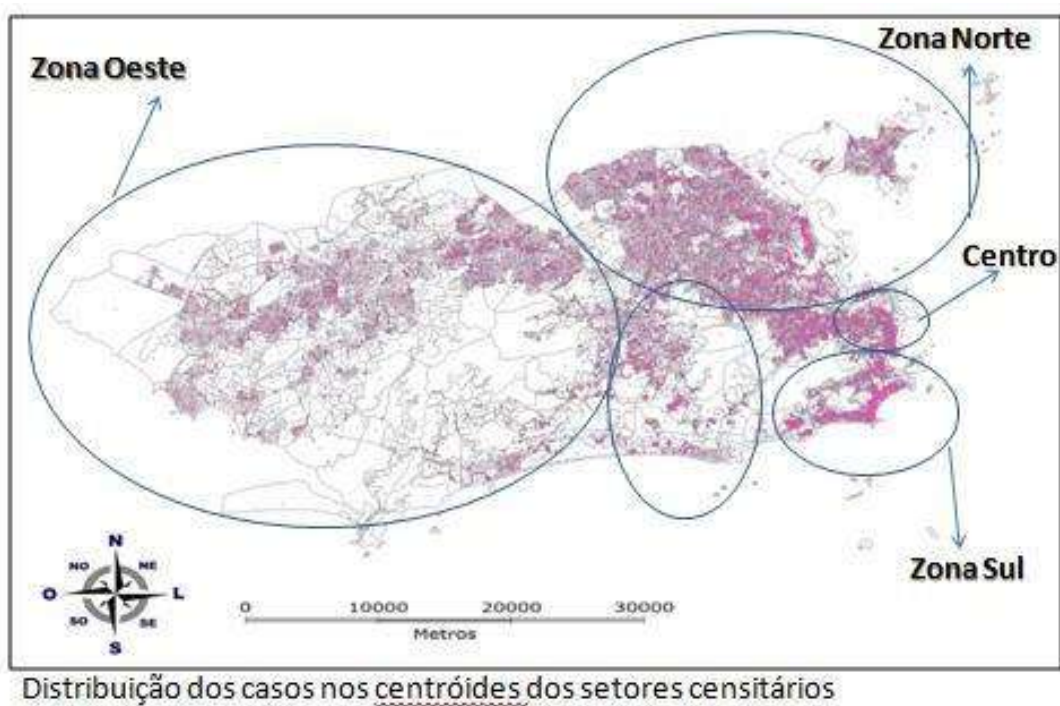 Zona Norte
Zona Oeste
Centro
Zona Sul
N
NO NE
O L
SO SE
S
0 10000 20000 30000
Metros
Distribuição dos casos nos centróides dos setores censitários